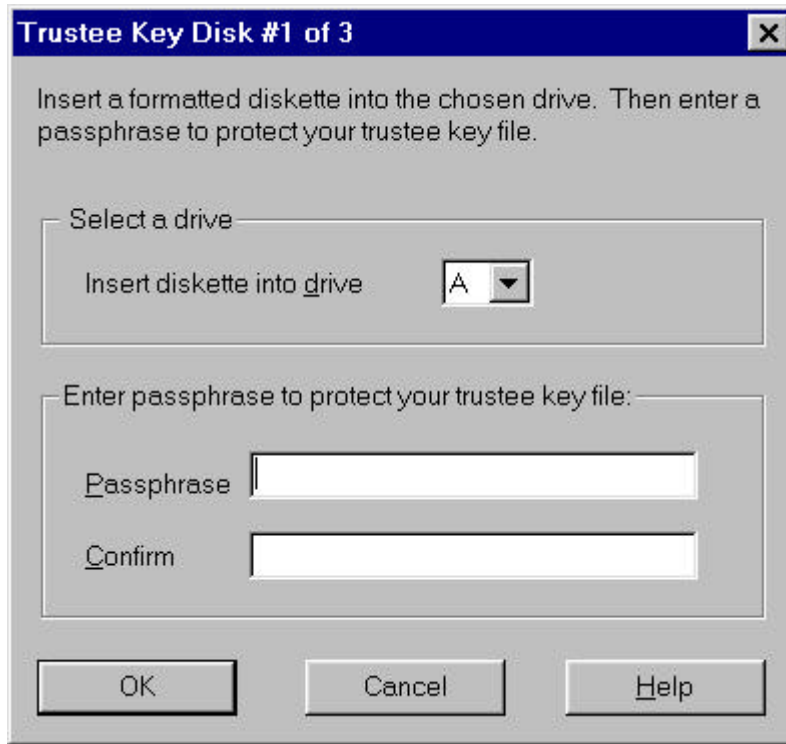 Trustee Key Disk #1 of 3
Insert a formatted diskette into the chosen drive.  Then enter a
passphrase to protect your trustee key file.
Select a drive
Insert diskette into drive A
Enter passphrase to protect your trustee key file:
Passphrase
Confirm
OK Cancel Help